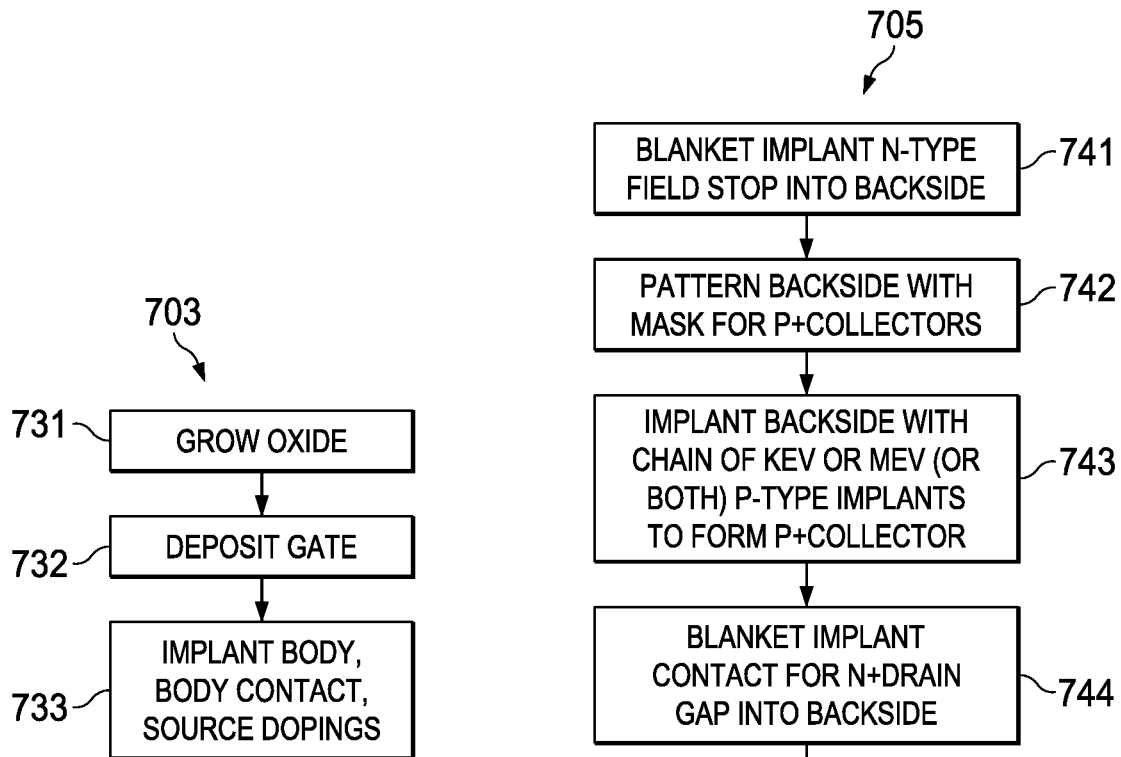 703
731
GROW OXIDE
732
DEPOSIT GATE
733
IMPLANT BODY,
BODY CONTACT,
SOURCE DOPINGS
705
BLANKET IMPLANT N-TYPE
FIELD STOP INTO BACKSIDE
741
PATTERN BACKSIDE WITH
MASK FOR P+COLLECTORS
742
IMPLANT BACKSIDE WITH
CHAIN OF KEV OR MEV (OR
BOTH) P-TYPE IMPLANTS
TO FORM P+COLLECTOR
743
BLANKET IMPLANT
CONTACT FOR N+DRAIN
GAP INTO BACKSIDE
744